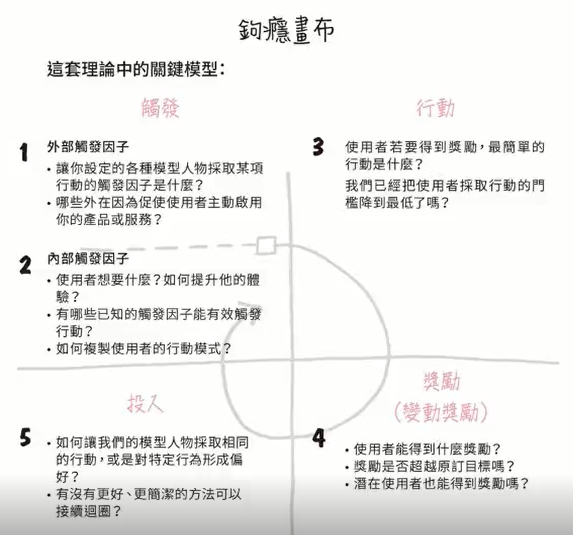 鉤癮畫布
這套理論中的關鍵模型：
觸發
1
外部觸發因子
• 讓你設定的各種模型人物採取某項
行動的觸發因子是什麼？
• 哪些外在因為促使使用者主動啟用
你的產品或服務？
2
內部觸發因子
• 使用者想要什麼？如何提升他的體
驗？
• 有哪些已知的觸發因子能有效觸發
行動？
• 如何複製使用者的行動模式？
行動
3
使用者若要得到獎勵，最簡單的
行動是什麼？
我們已經把使用者採取行動的門
檻降到最低了嗎？
獎勵
（變動獎勵）
4
• 使用者能得到什麼獎勵？
• 獎勵是否超越原訂目標嗎？
• 潛在使用者也能得到獎勵嗎？
投入
5
• 如何讓我們的模型人物採取相同
的行動，或是對特定行為形成偏
好？
• 有沒有更好、更簡潔的方法可以
接續迴圈？